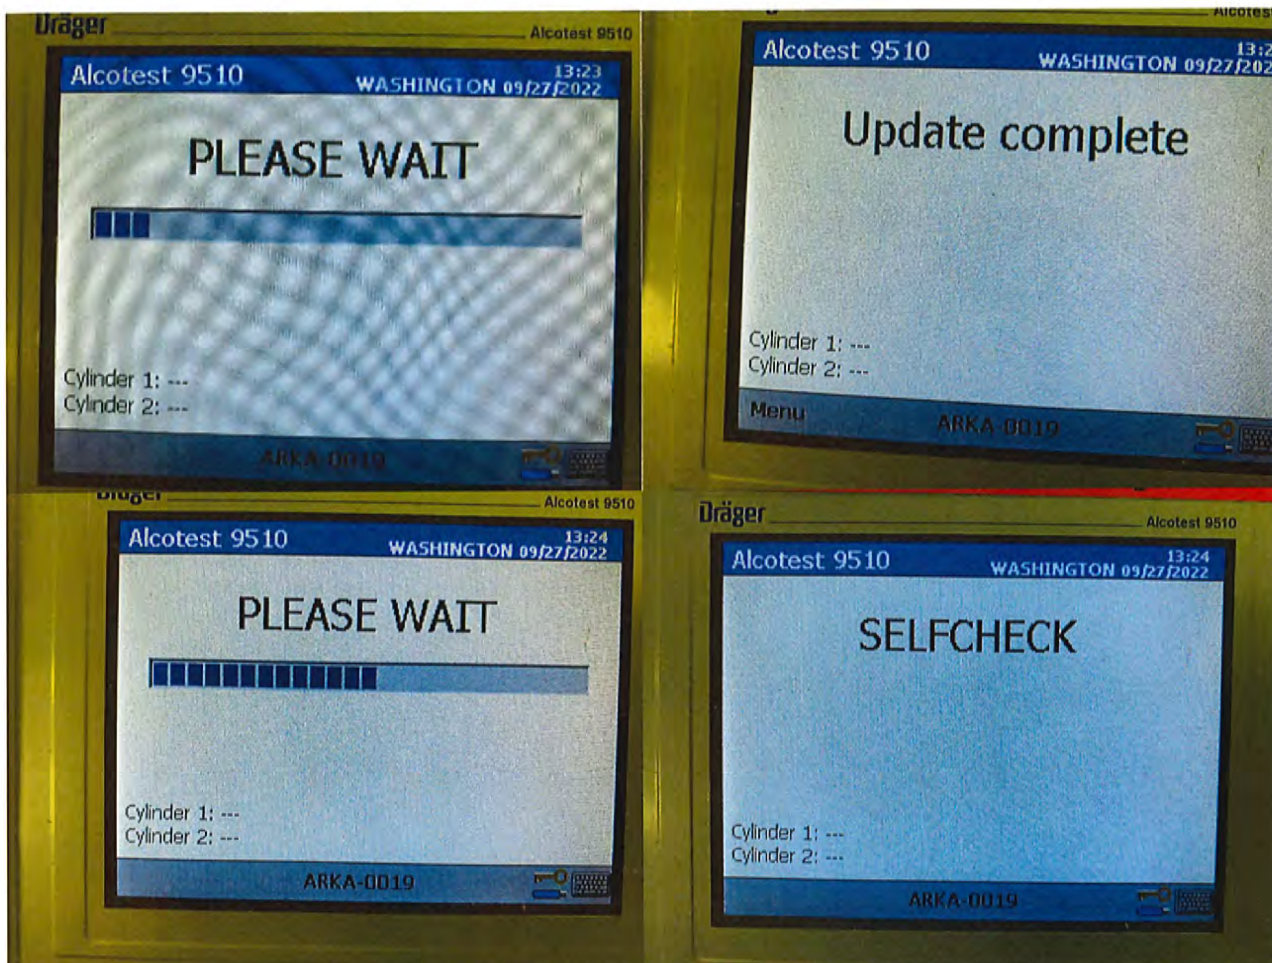 Dräger
Alcotest 9510
Alcotest 9510
13:23
WASHINGTON 09/27/2022
PLEASE WAIT
Cylinder 1: ---
Cylinder 2: ---
ARKA-0019
Alcotest
Alcotest 9510
WASHINGTON
Update complete
Cylinder 1: ---
Cylinder 2: ---
Menu
ARKA-0019
Dräger
Alcotest 9510
Alcotest 9510
13:24
WASHINGTON 09/27/2022
PLEASE WAIT
Cylinder 1: ---
Cylinder 2: ---
ARKA-0019
Dräger
Alcotest 9510
Alcotest 9510
13:24
WASHINGTON 09/27/2022
SELFCHECK
Cylinder 1: ---
Cylinder 2: ---
ARKA-0019